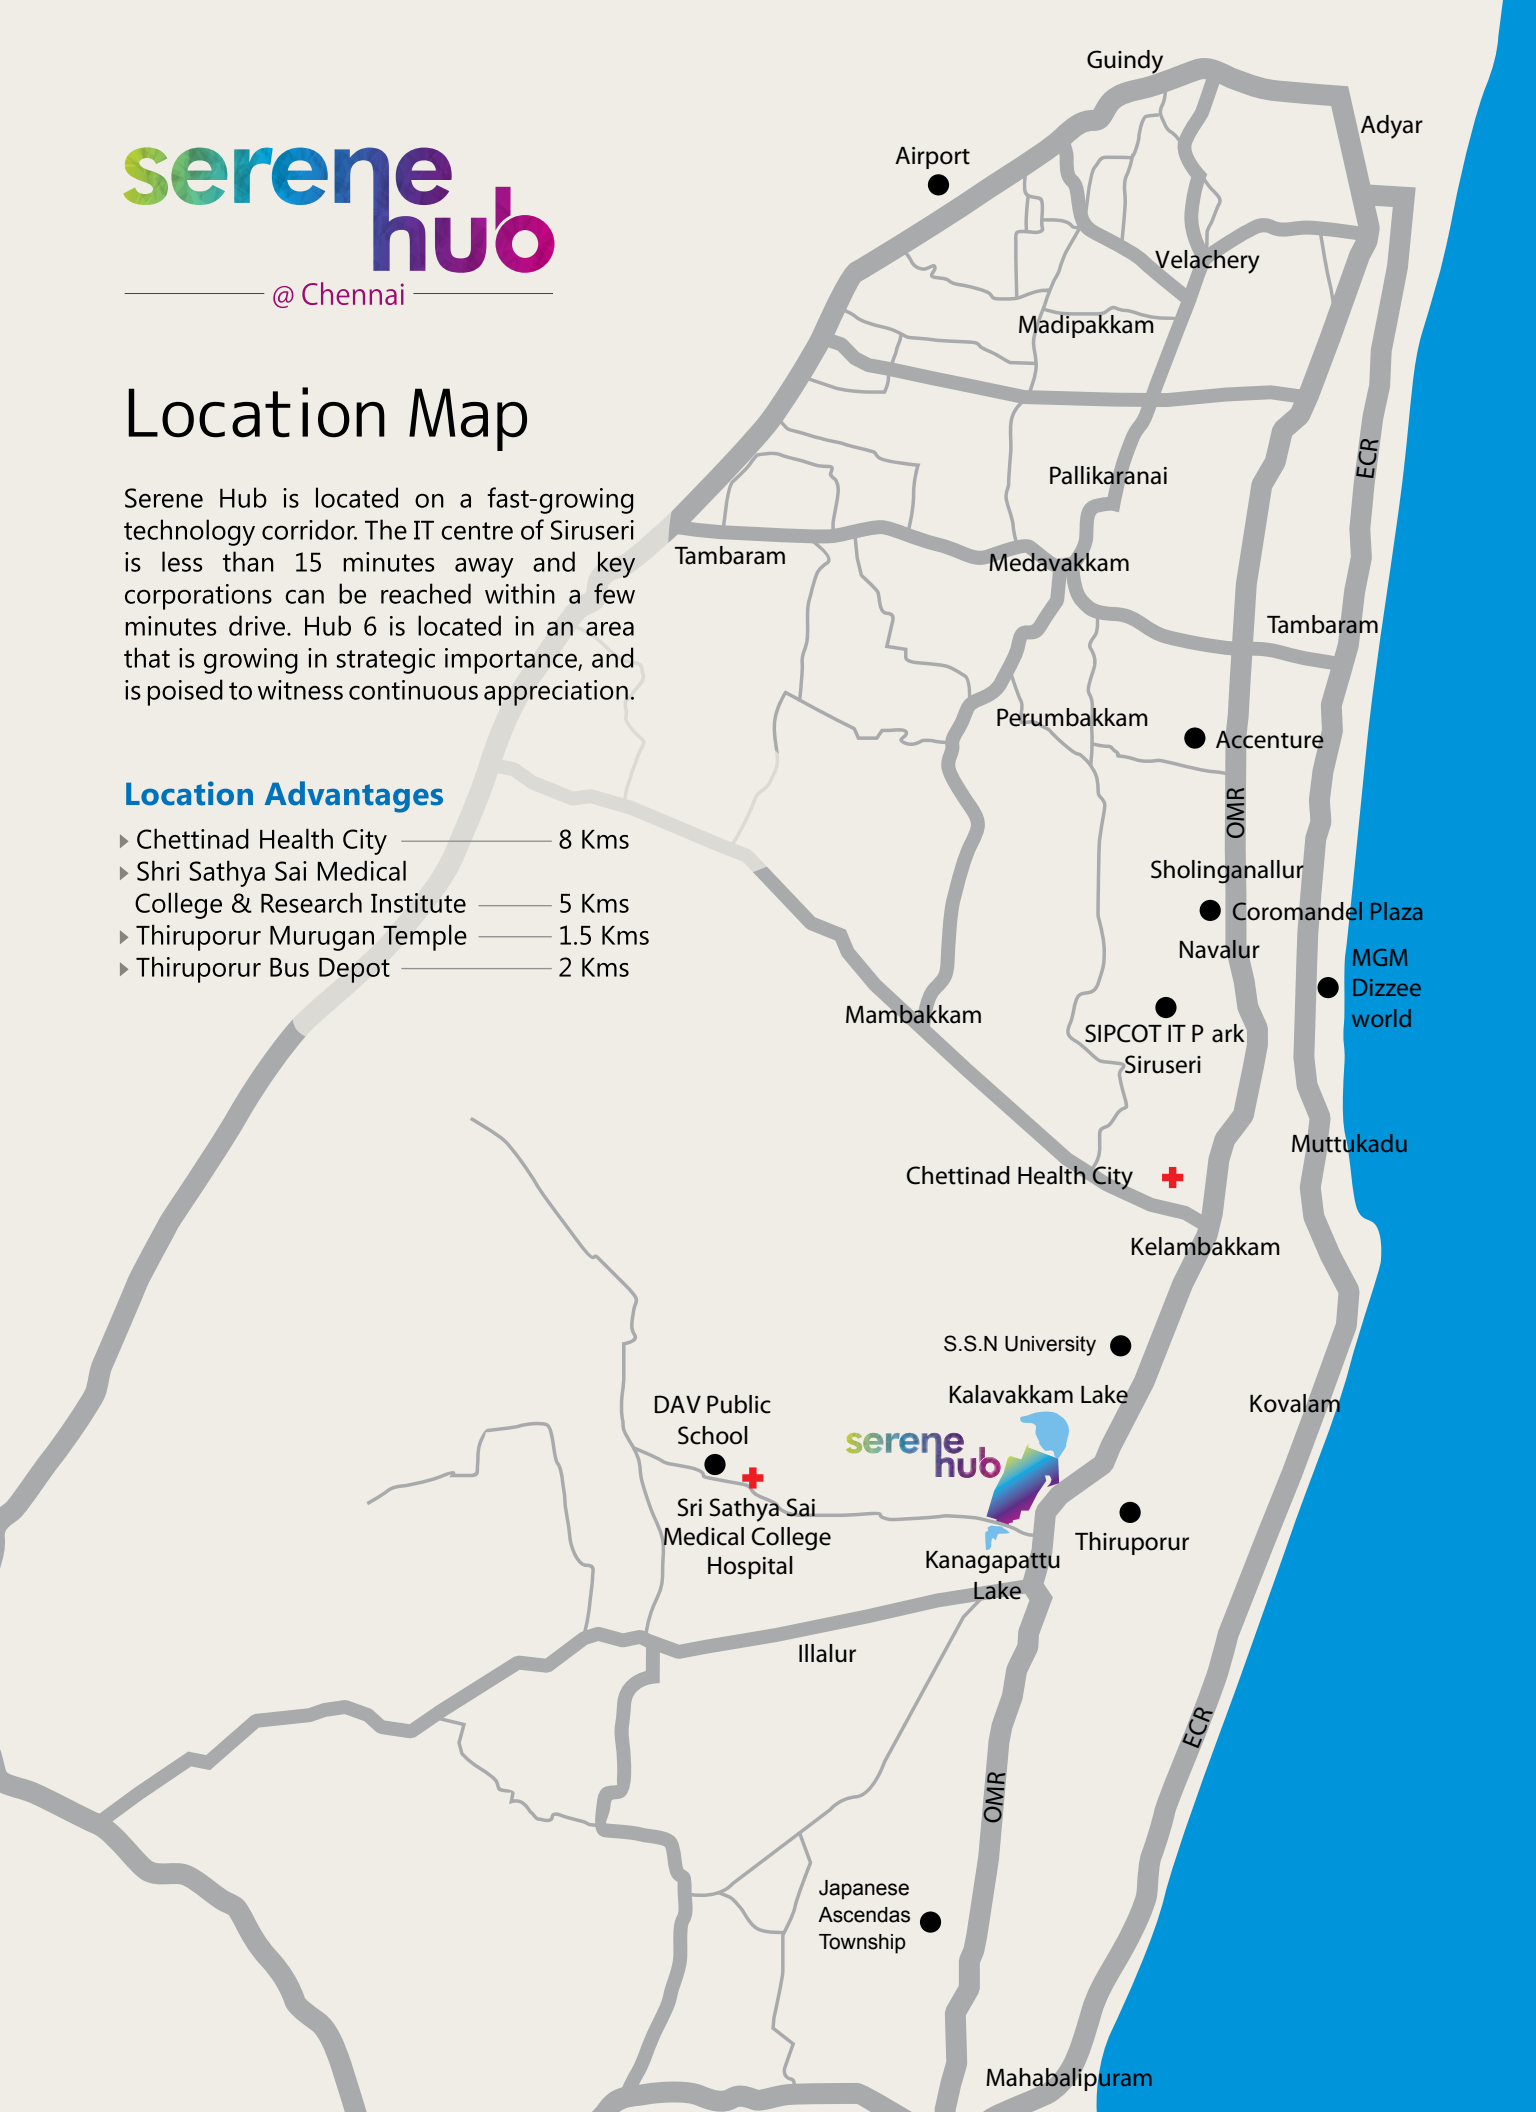 serene
hub
@ Chennai
Location Map
Serene Hub is located on a fast-growing
technology corridor. The IT centre of Siruseri
is less than 15 minutes away and key
corporations can be reached within a few
minutes drive. Hub 6 is located in an area
that is growing in strategic importance, and
is poised to witness continuous appreciation.
Location Advantages
Chettinad Health City 8 Kms
Shri Sathya Sai Medical
College & Research Institute 5 Kms
Thiruporur Murugan Temple 1.5 Kms
Thiruporur Bus Depot 2 Kms
Guindy
Adyar
Airport
Velachery
Madipakkam
ECR
Pallikaranai
Tambaram
Medavakkam
Tambaram
Perumbakkam
Accenture
OMR
Sholinganallur
Coromandel Plaza
Navalur
MGM
Dizzee
world
Mambakkam
SIPCOT IT P ark
Siruseri
Muttukadu
Chettinad Health City
Kelambakkam
S.S.N University
Kalavakkam Lake
Kovalam
DAV Public
School
serene
hub
Sri Sathya Sai
Medical College
Hospital
Thiruporur
Kanagapattu
Lake
Illalur
ECR
OMR
Japanese
Ascendas
Township
Mahabalipuram